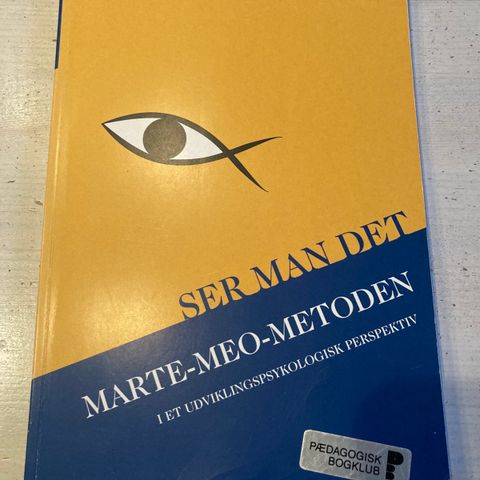 SER MAN DET
MARTE-MEO-METODEN
I ET UDVIKLINGSPSYKOLOGISK PERSPEKTIV
PÆDAGOGISK
BOGKLUB